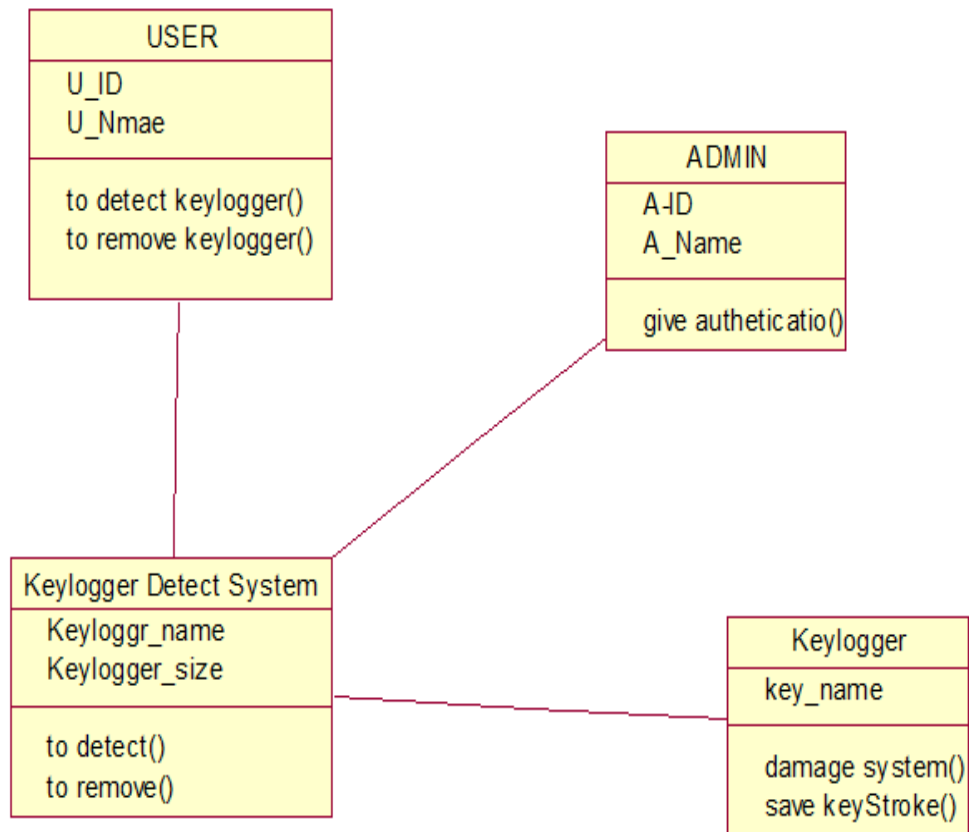 USER
U_ID
U_Nmae
to detect keylogger()
to remove keylogger()
ADMIN
A-ID
A_Name
give autheticatio()
Keylogger Detect System
Keyloggr_name
Keylogger_size
to detect()
to remove()
Keylogger
key_name
damage system()
save keyStroke()